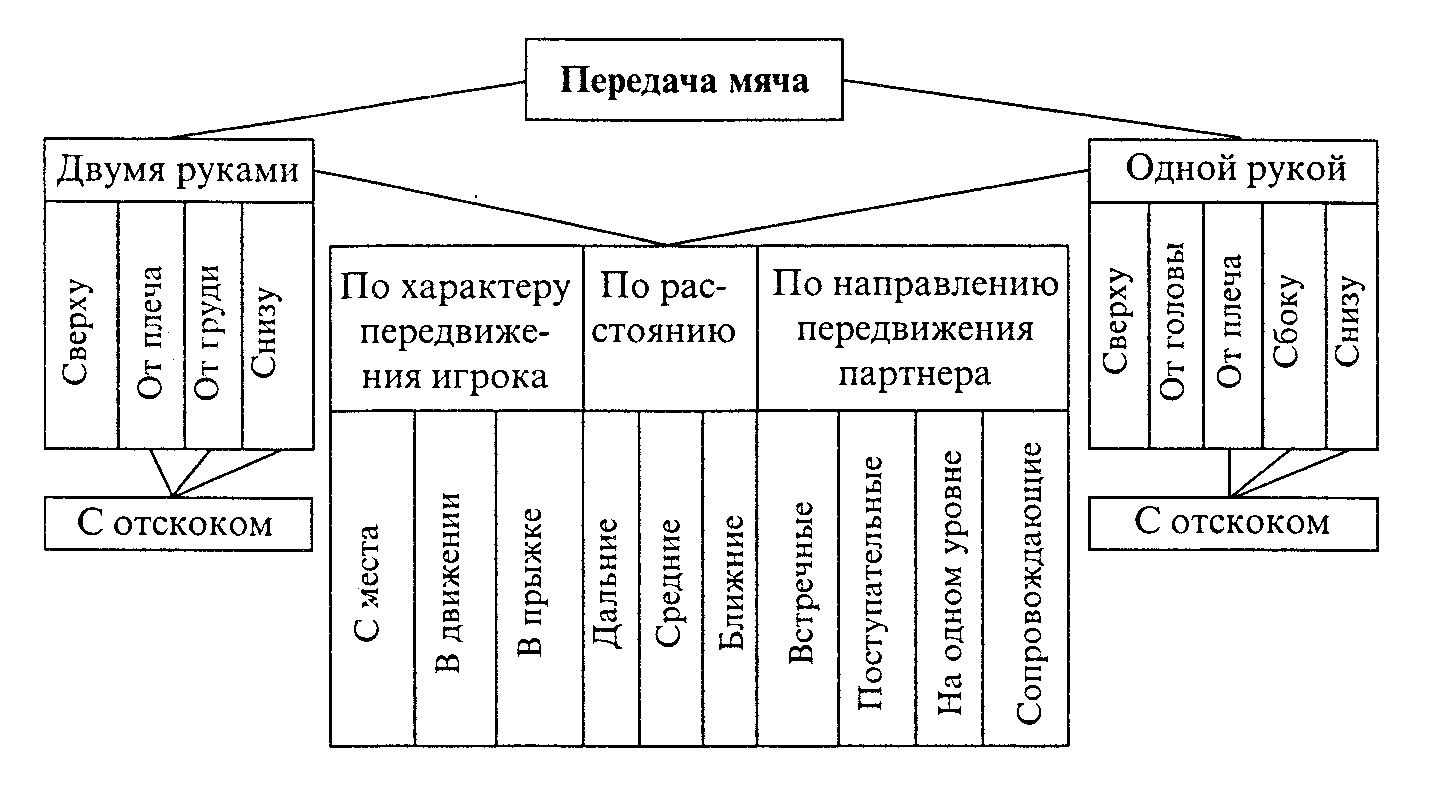 Передача мяча
Двумя руками
Сверху
От плеча
От груди
Снизу
С отскоком
По характеру
передвиже-
ния игрока
С места
В движении
В прыжке
По рас-
стоянию
Дальние
Средние
Ближние
По направлению
передвижения
партнера
Встречные
Поступательные
На одном уровне
Сопровождающие
Одной рукой
Сверху
От головы
От плеча
Сбоку
Снизу
С отскоком